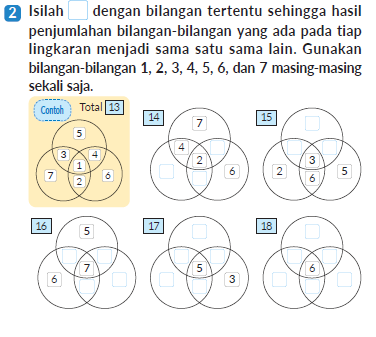 2 Isilah dengan bilangan tertentu sehingga hasil
penjumlahan bilangan-bilangan yang ada pada tiap
lingkaran menjadi sama satu sama lain. Gunakan
bilangan-bilangan 1, 2, 3, 4, 5, 6, dan 7 masing-masing
sekali saja.
Contoh Total 13
5
3 4
1
7 2 6
14
7
4
2
6
15
3
2 6 5
16
5
7
6
17
5
3
18
6